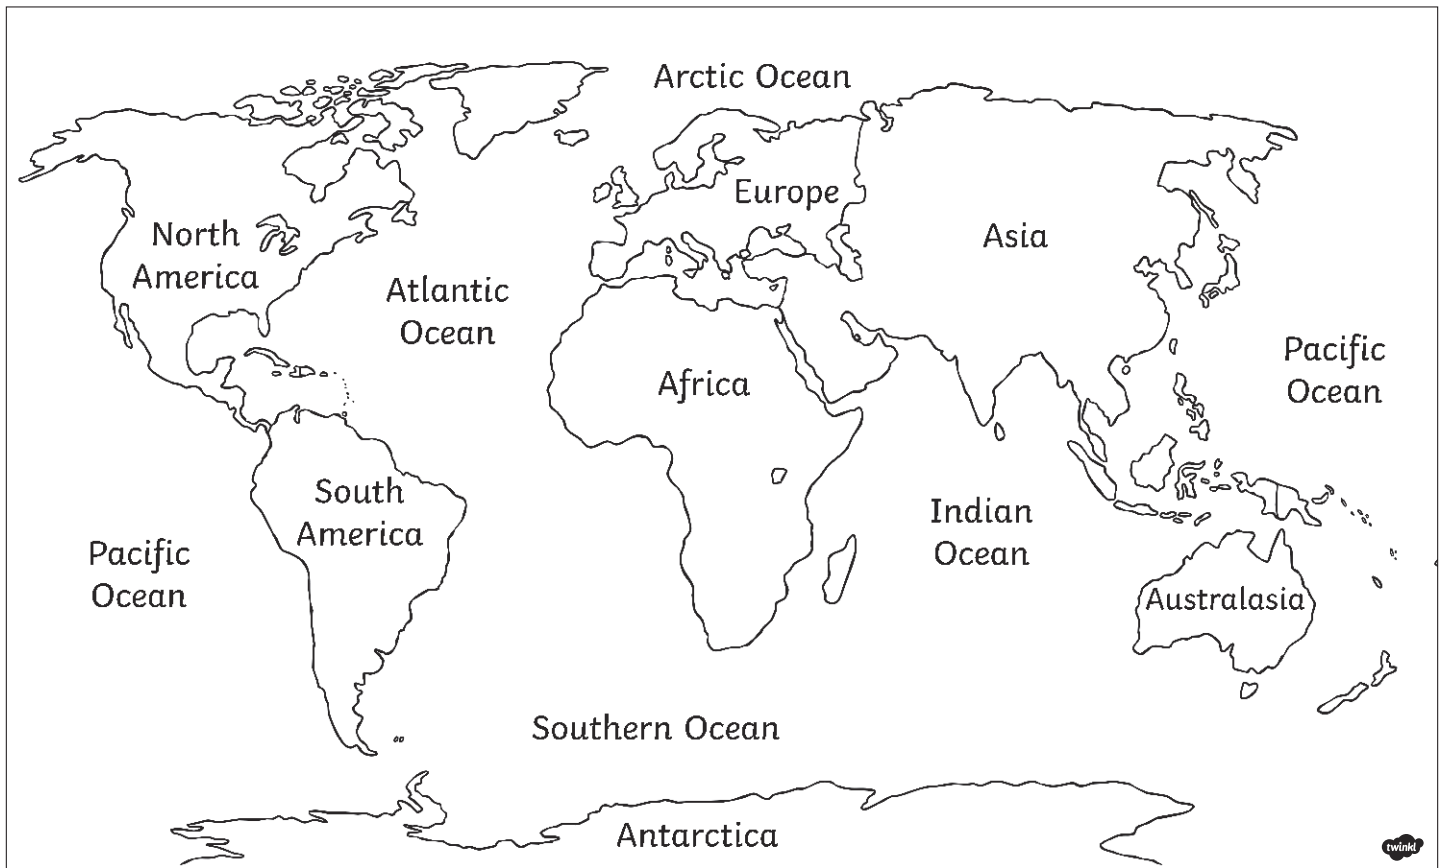 Arctic Ocean
Europe
North
America
Asia
Atlantic
Ocean
Pacific
Ocean
Africa
South
America
Indian
Ocean
Pacific
Ocean
Australasia
Southern Ocean
Antarctica
twinkl